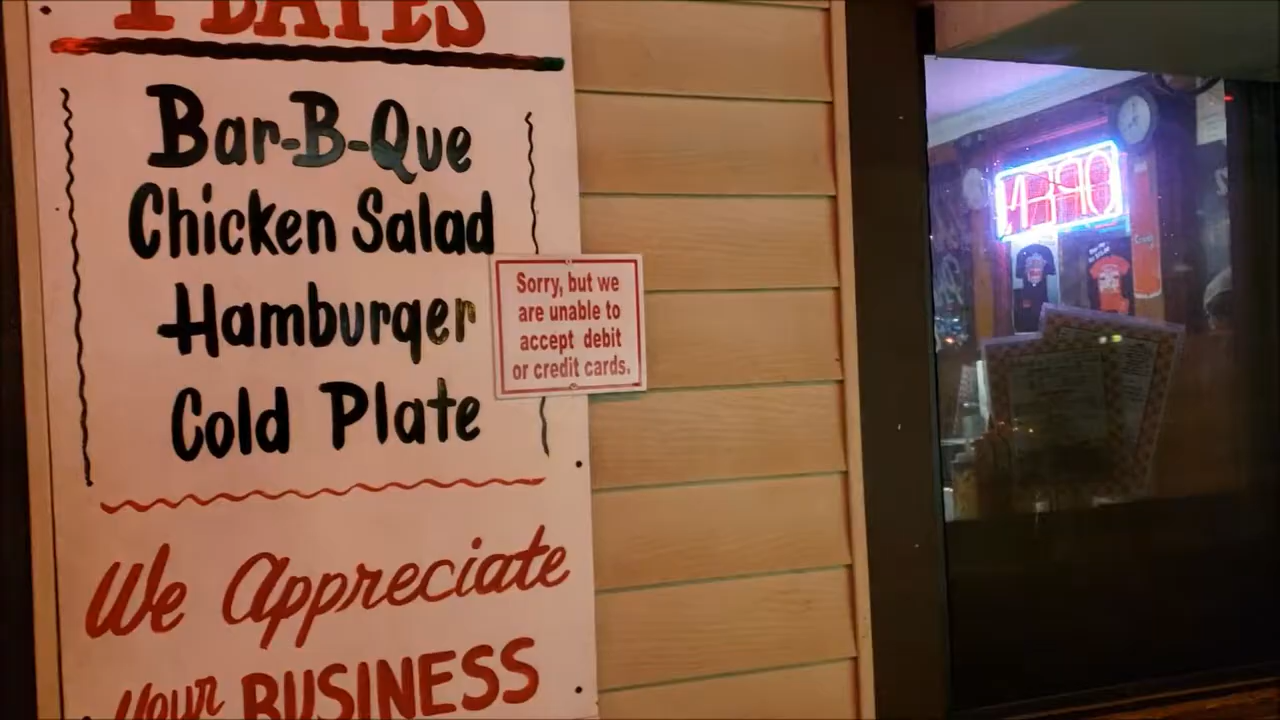 PLATES
Bar-B-Que
Chicken Salad
Hamburger
Cold Plate
We Appreciate
Your BUSINESS
Sorry, but we
are unable to
accept debit
or credit cards.
OPEN